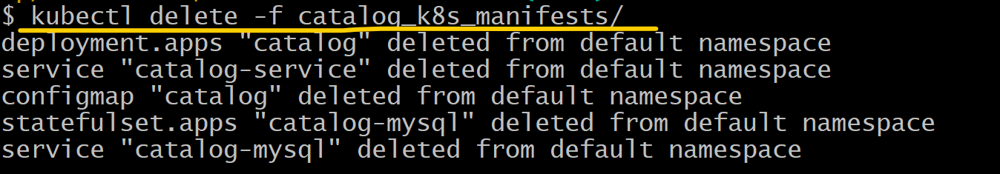 $ kubectl delete -f catalog_k8s_manifests/
deployment.apps "catalog" deleted from default namespace
service "catalog-service" deleted from default namespace
configmap "catalog" deleted from default namespace
statefulset.apps "catalog-mysql" deleted from default namespace
service "catalog-mysql" deleted from default namespace